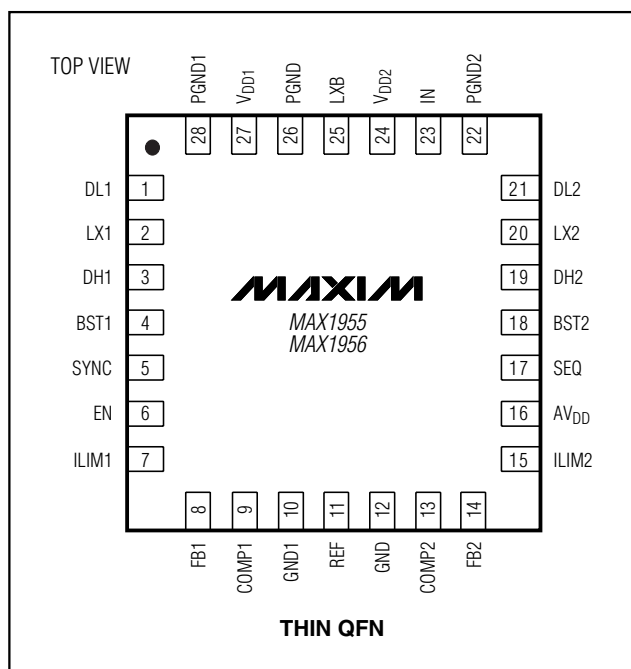 TOP VIEW
PGND1 VDD1 PGND LXB VDD2 IN PGND2
28 27 26 25 24 23 22
DL1 1 21 DL2
LX1 2 20 LX2
DH1 3 19 DH2
MAXIM
MAX1955
BST1 4 18 BST2
MAX1956
SYNC 5 17 SEQ
EN 6 16 AVDD
ILIM1 7 15 ILIM2
8 9 10 11 12 13 14
FB1 COMP1 GND1 REF GND COMP2 FB2
THIN QFN